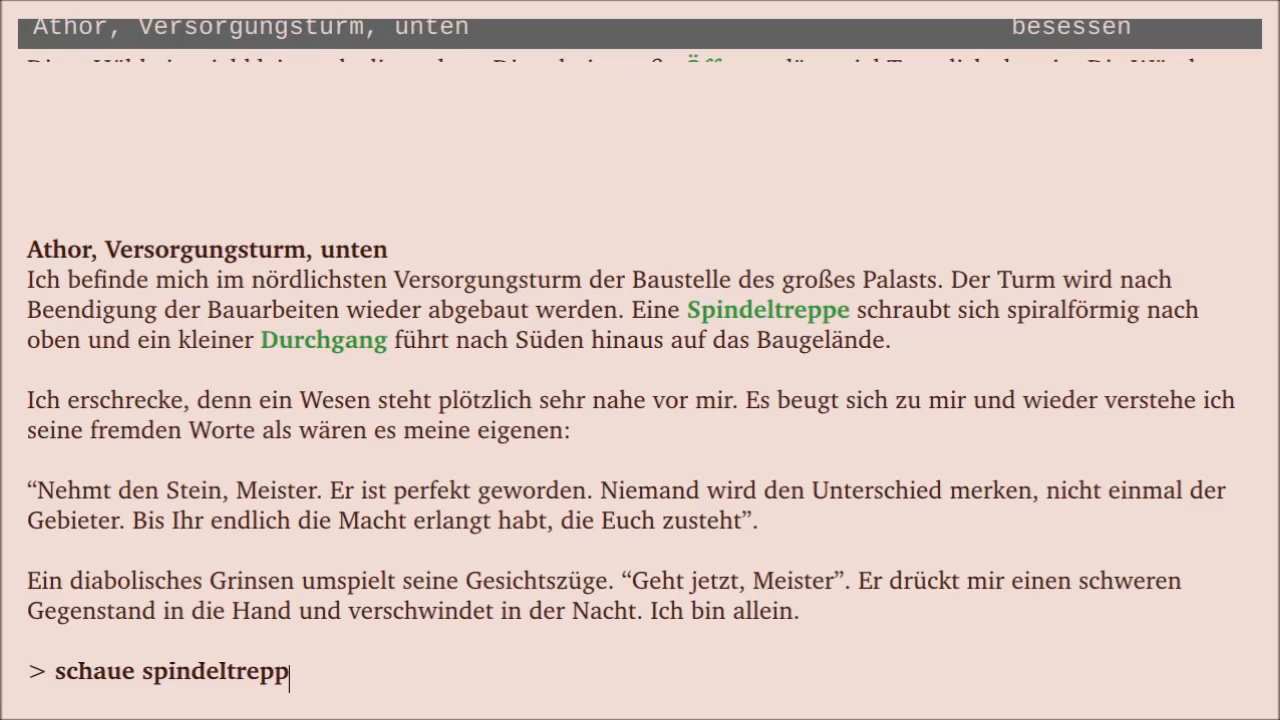 Athor, Versorgungsturm, unten besessen
Athor, Versorgungsturm, unten
Ich befinde mich im nördlichsten Versorgungsturm der Baustelle des großes Palasts. Der Turm wird nach
Beendigung der Bauarbeiten wieder abgebaut werden. Eine Spindeltreppe schraubt sich spiralförmig nach
oben und ein kleiner Durchgang führt nach Süden hinaus auf das Baugelände.
Ich erschrecke, denn ein Wesen steht plötzlich sehr nahe vor mir. Es beugt sich zu mir und wieder verstehe ich
seine fremden Worte als wären es meine eigenen:
“Nehmt den Stein, Meister. Er ist perfekt geworden. Niemand wird den Unterschied merken, nicht einmal der
Gebieter. Bis Ihr endlich die Macht erlangt habt, die Euch zusteht”.
Ein diabolisches Grinsen umspielt seine Gesichtszüge. “Geht jetzt, Meister”. Er drückt mir einen schweren
Gegenstand in die Hand und verschwindet in der Nacht. Ich bin allein.
> schaue spindeltrepp